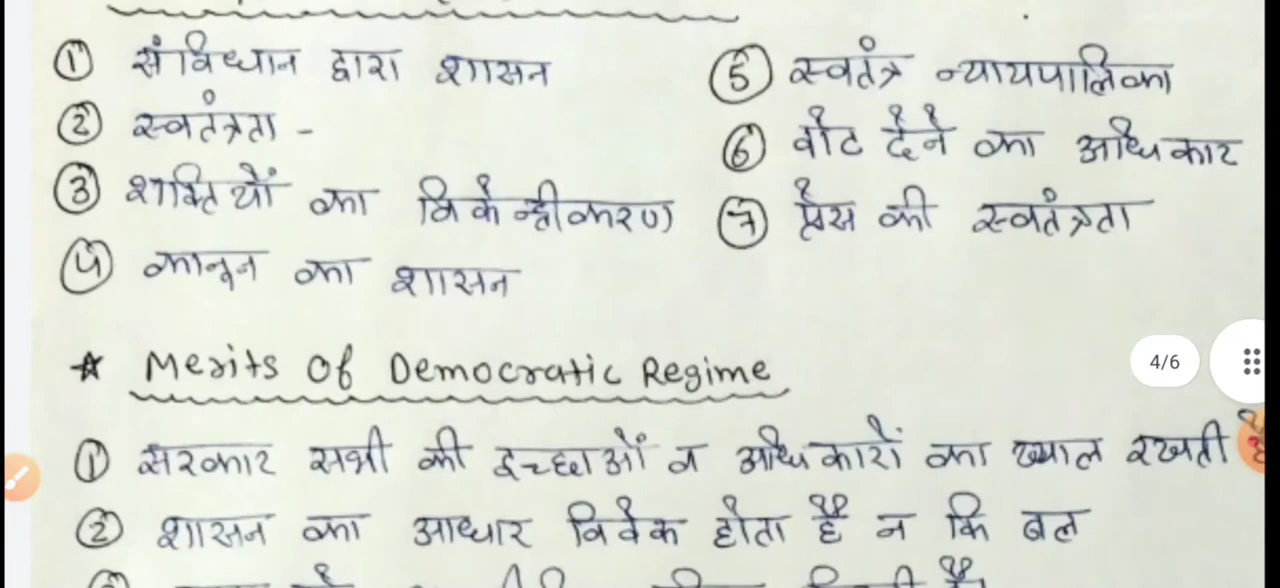 ① संविधान द्वारा शासन
② स्वतंत्रता -
③ शक्तियों का विकेन्द्रीकरण
④ कानून का शासन
⑤ स्वतंत्र न्यायपालिका
⑥ वोट देने का अधिकार
⑦ प्रेस की स्वतंत्रता
4/6
* Merits Of Democratic Regime
① सरकार सभी की इच्छाओं व अधिकारों का ख्याल रखती है
② शासन का आधार विवेक होता है न कि बल